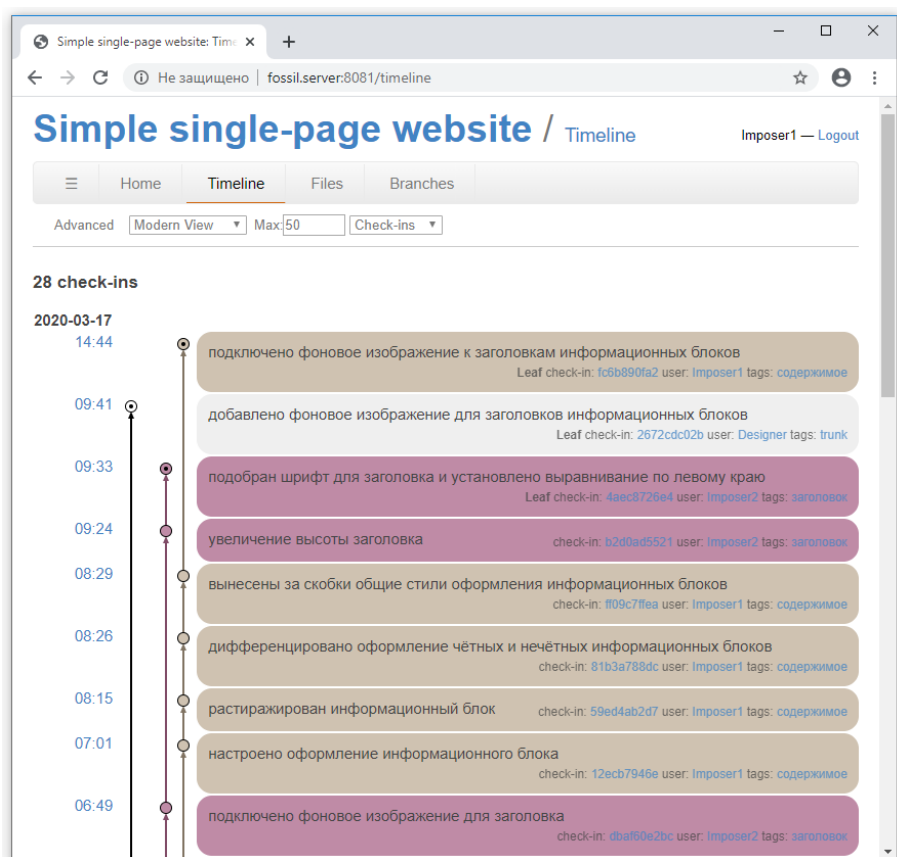 Simple single-page website: Time
Не защищено | fossil.server:8081/timeline
Simple single-page website / Timeline
Imposer1 — Logout
☰ Home Timeline Files Branches
Advanced Modern View Max: 50 Check-ins
28 check-ins
2020-03-17
14:44
подключено фоновое изображение к заголовкам информационных блоков
Leaf check-in: fc6b890fa2 user: Imposer1 tags: содержимое
09:41
добавлено фоновое изображение для заголовков информационных блоков
Leaf check-in: 2672cdc02b user: Designer tags: trunk
09:33
подобран шрифт для заголовка и установлено выравнивание по левому краю
Leaf check-in: 4aec8726e4 user: Imposer2 tags: заголовок
09:24
увеличение высоты заголовка check-in: b2d0ad5521 user: Imposer2 tags: заголовок
08:29
вынесены за скобки общие стили оформления информационных блоков
check-in: ff09c7ffea user: Imposer1 tags: содержимое
08:26
дифференцировано оформление чётных и нечётных информационных блоков
check-in: 81b3a788dc user: Imposer1 tags: содержимое
08:15
растиражирован информационный блок check-in: 59ed4ab2d7 user: Imposer1 tags: содержимое
07:01
настроено оформление информационного блока
check-in: 12ecb7946e user: Imposer1 tags: содержимое
06:49
подключено фоновое изображение для заголовка
check-in: dbaf60e2bc user: Imposer2 tags: заголовок